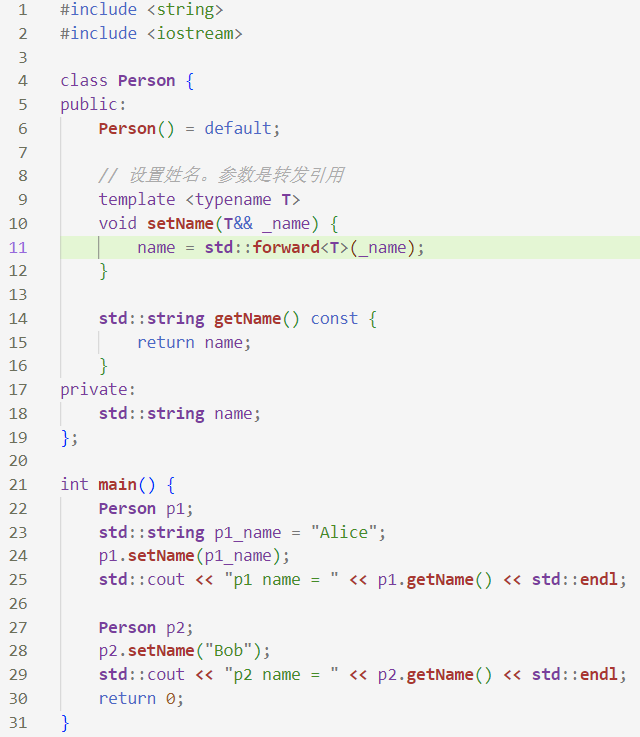 1 #include <string>
2 #include <iostream>
3
4 class Person {
5 public:
6     Person() = default;
7
8     // 设置姓名。参数是转发引用
9     template <typename T>
10     void setName(T&& _name) {
11         name = std::forward<T>(_name);
12     }
13
14     std::string getName() const {
15         return name;
16     }
17 private:
18     std::string name;
19 };
20
21 int main() {
22     Person p1;
23     std::string p1_name = "Alice";
24     p1.setName(p1_name);
25     std::cout << "p1 name = " << p1.getName() << std::endl;
26
27     Person p2;
28     p2.setName("Bob");
29     std::cout << "p2 name = " << p2.getName() << std::endl;
30     return 0;
31 }